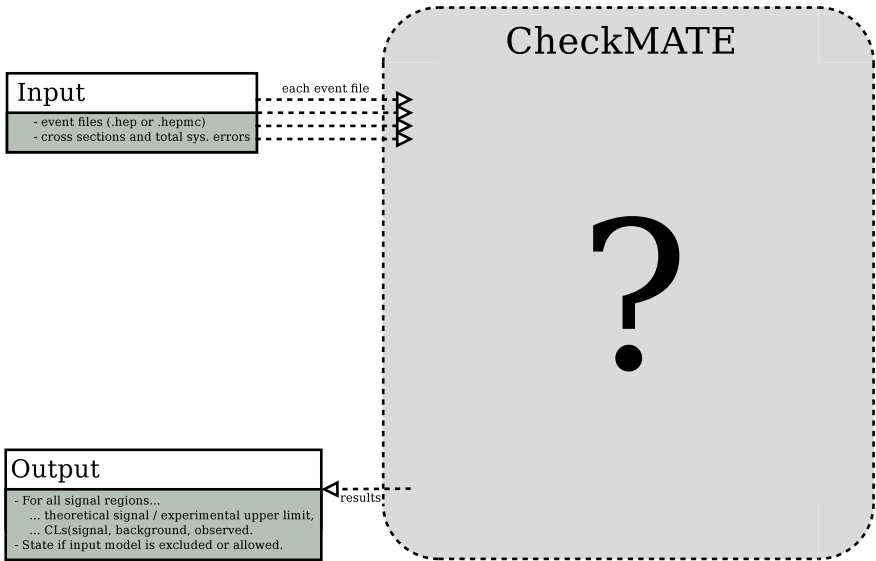 CheckMATE
Input
each event file
- event files (.hep or .hepmc)
- cross sections and total sys. errors
?
Output
results
- For all signal regions...
... theoretical signal / experimental upper limit,
... CLs(signal, background, observed.
- State if input model is excluded or allowed.